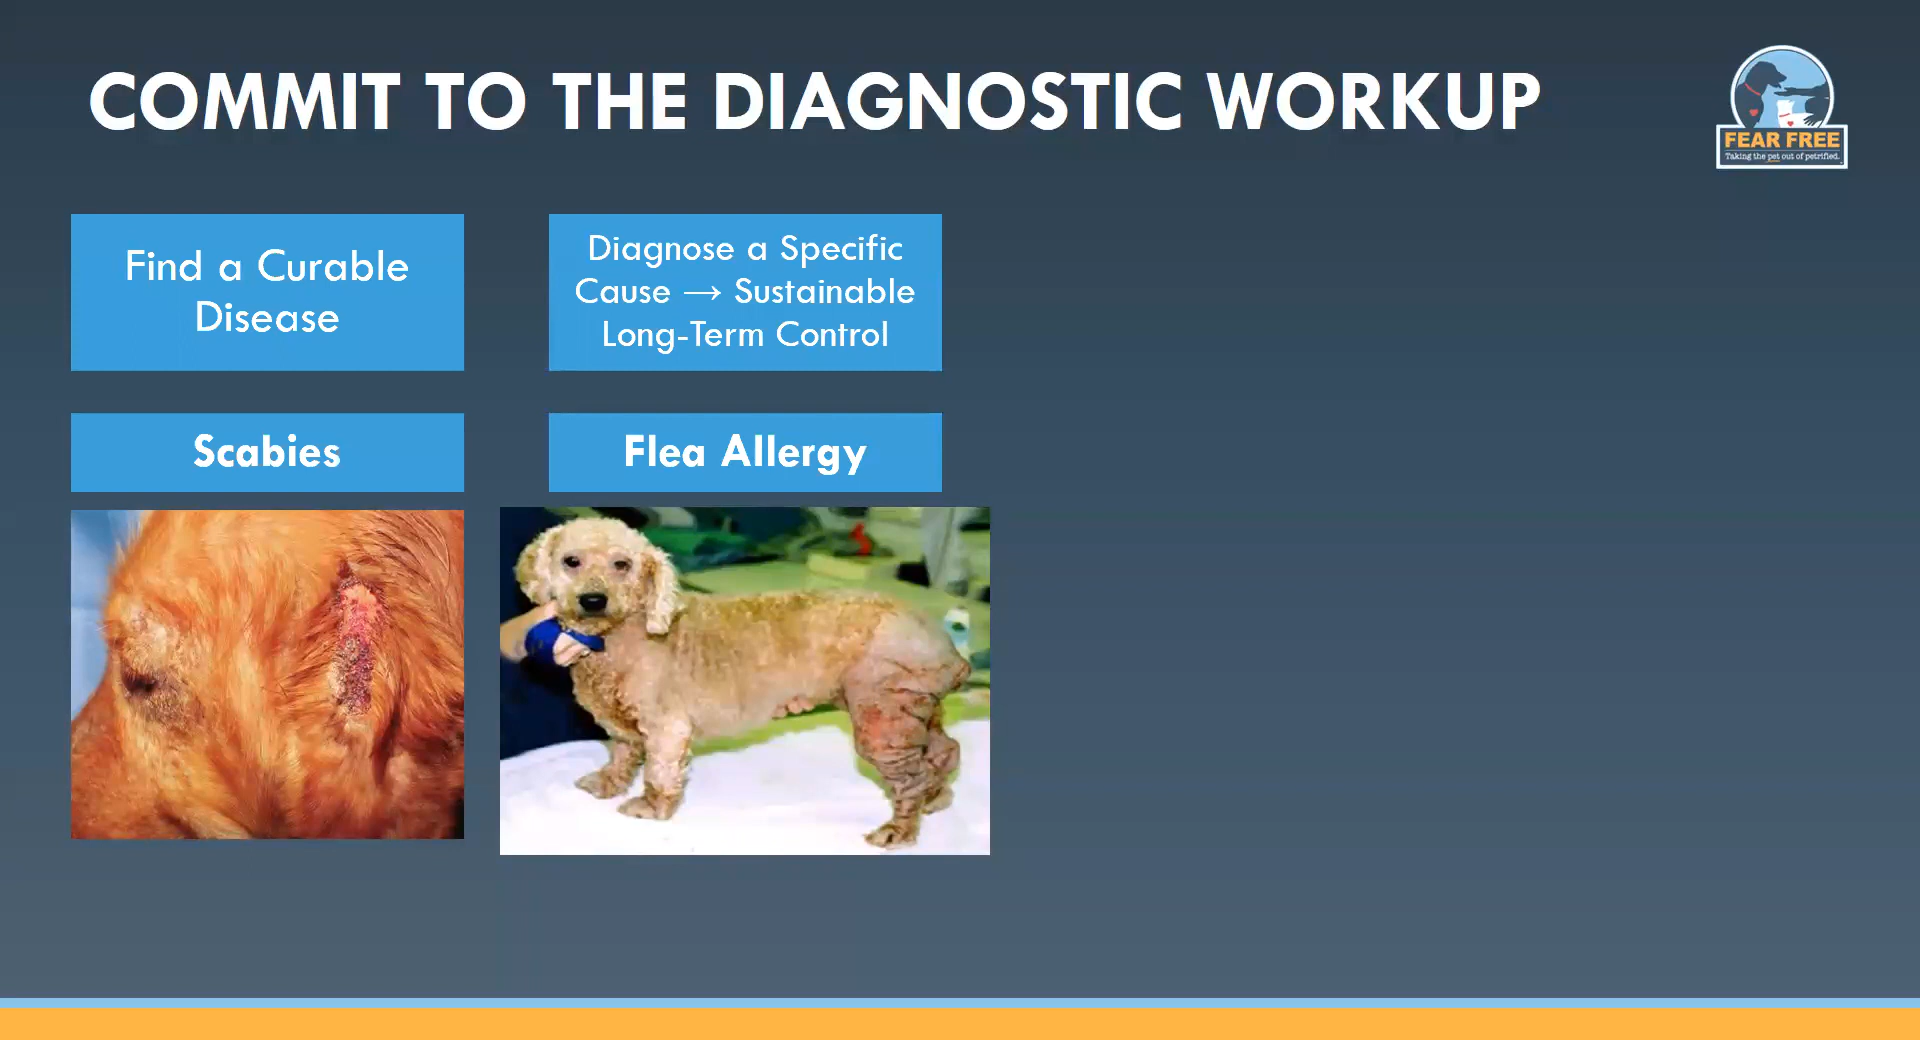 COMMIT TO THE DIAGNOSTIC WORKUP
FEAR FREE
Taking the pet out of petrified.
Find a Curable
Disease
Diagnose a Specific
Cause → Sustainable
Long-Term Control
Scabies
Flea Allergy